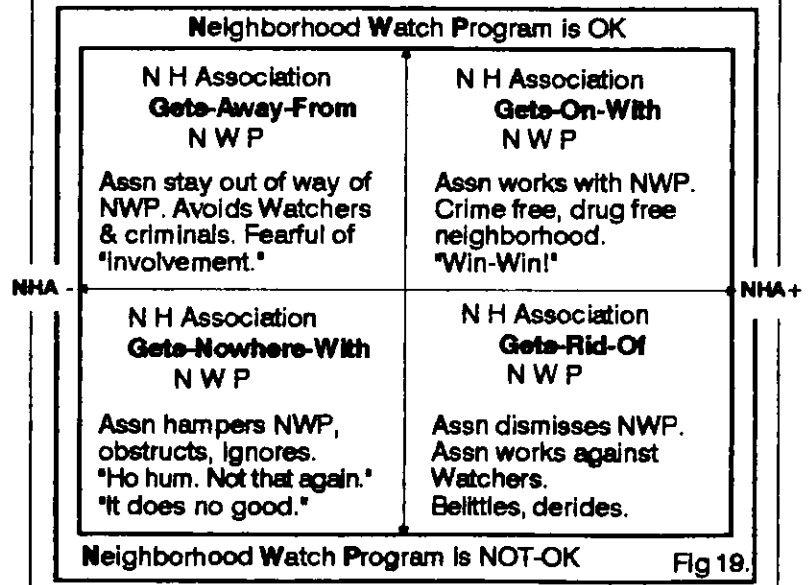 Neighborhood Watch Program is OK
N H Association
Gets-Away-From
N W P
Assn stay out of way of
NWP. Avoids Watchers
& criminals. Fearful of
"involvement."
N H Association
Gets-On-With
N W P
Assn works with NWP.
Crime free, drug free
neighborhood.
"Win-Win!"
NHA -
NHA+
N H Association
Gets-Nowhere-With
N W P
Assn hampers NWP,
obstructs, ignores.
"Ho hum. Not that again."
"It does no good."
N H Association
Gets-Rid-Of
N W P
Assn dismisses NWP.
Assn works against
Watchers.
Belittles, derides.
Neighborhood Watch Program is NOT-OK
Fig 19.